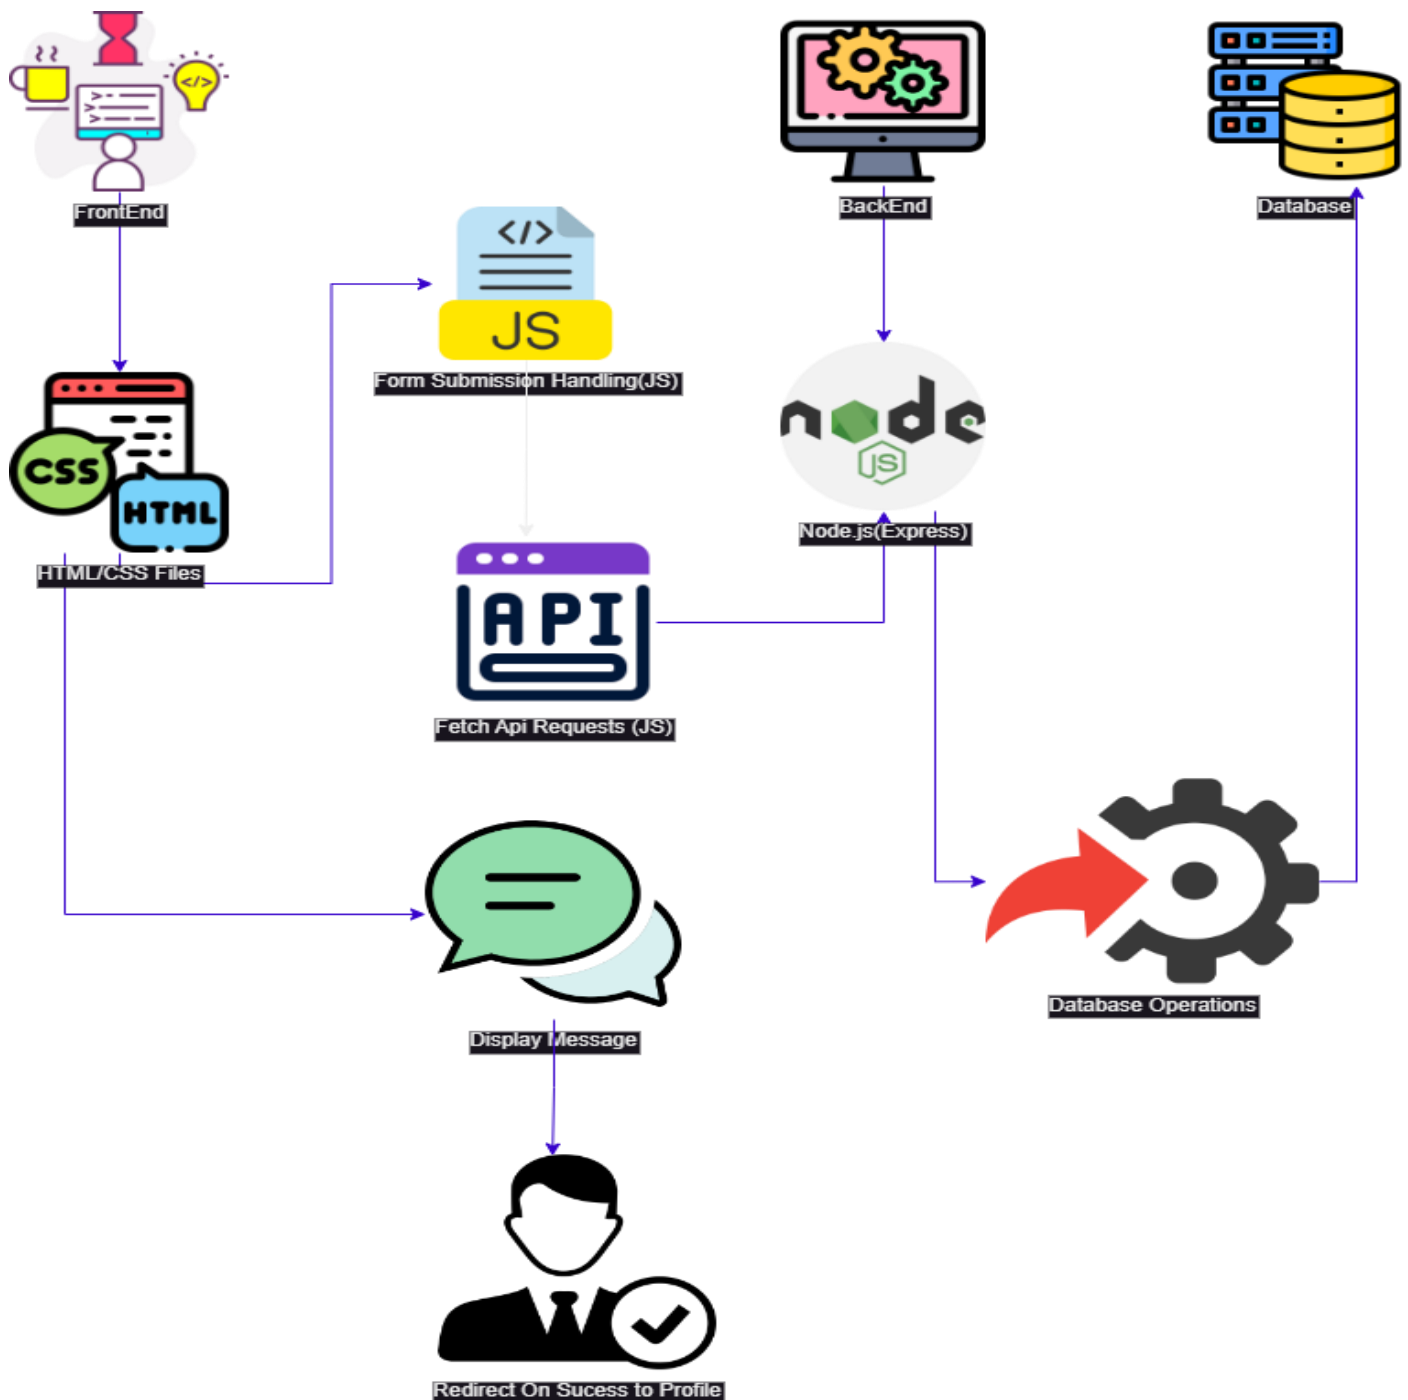 </>
FrontEnd
BackEnd
Database
</>
JS
Form Submission Handling(JS)
CSS
HTML
HTML/CSS Files
node
JS
Node.js(Express)
API
Fetch Api Requests (JS)
Display Message
Database Operations
Redirect On Sucess to Profile